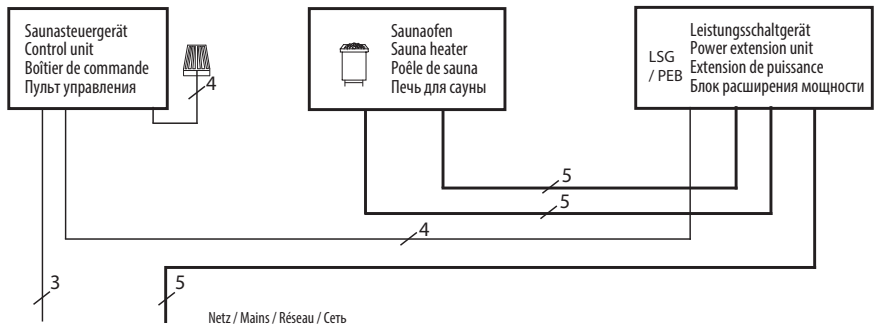 Saunasteuergerät
Control unit
Boîtier de commande
Пульт управления
4
Saunaofen
Sauna heater
Poêle de sauna
Печь для сауны
LSG
/ PEB
Leistungsschaltgerät
Power extension unit
Extension de puissance
Блок расширения мощности
5
5
4
3
5
Netz / Mains / Réseau / Сеть